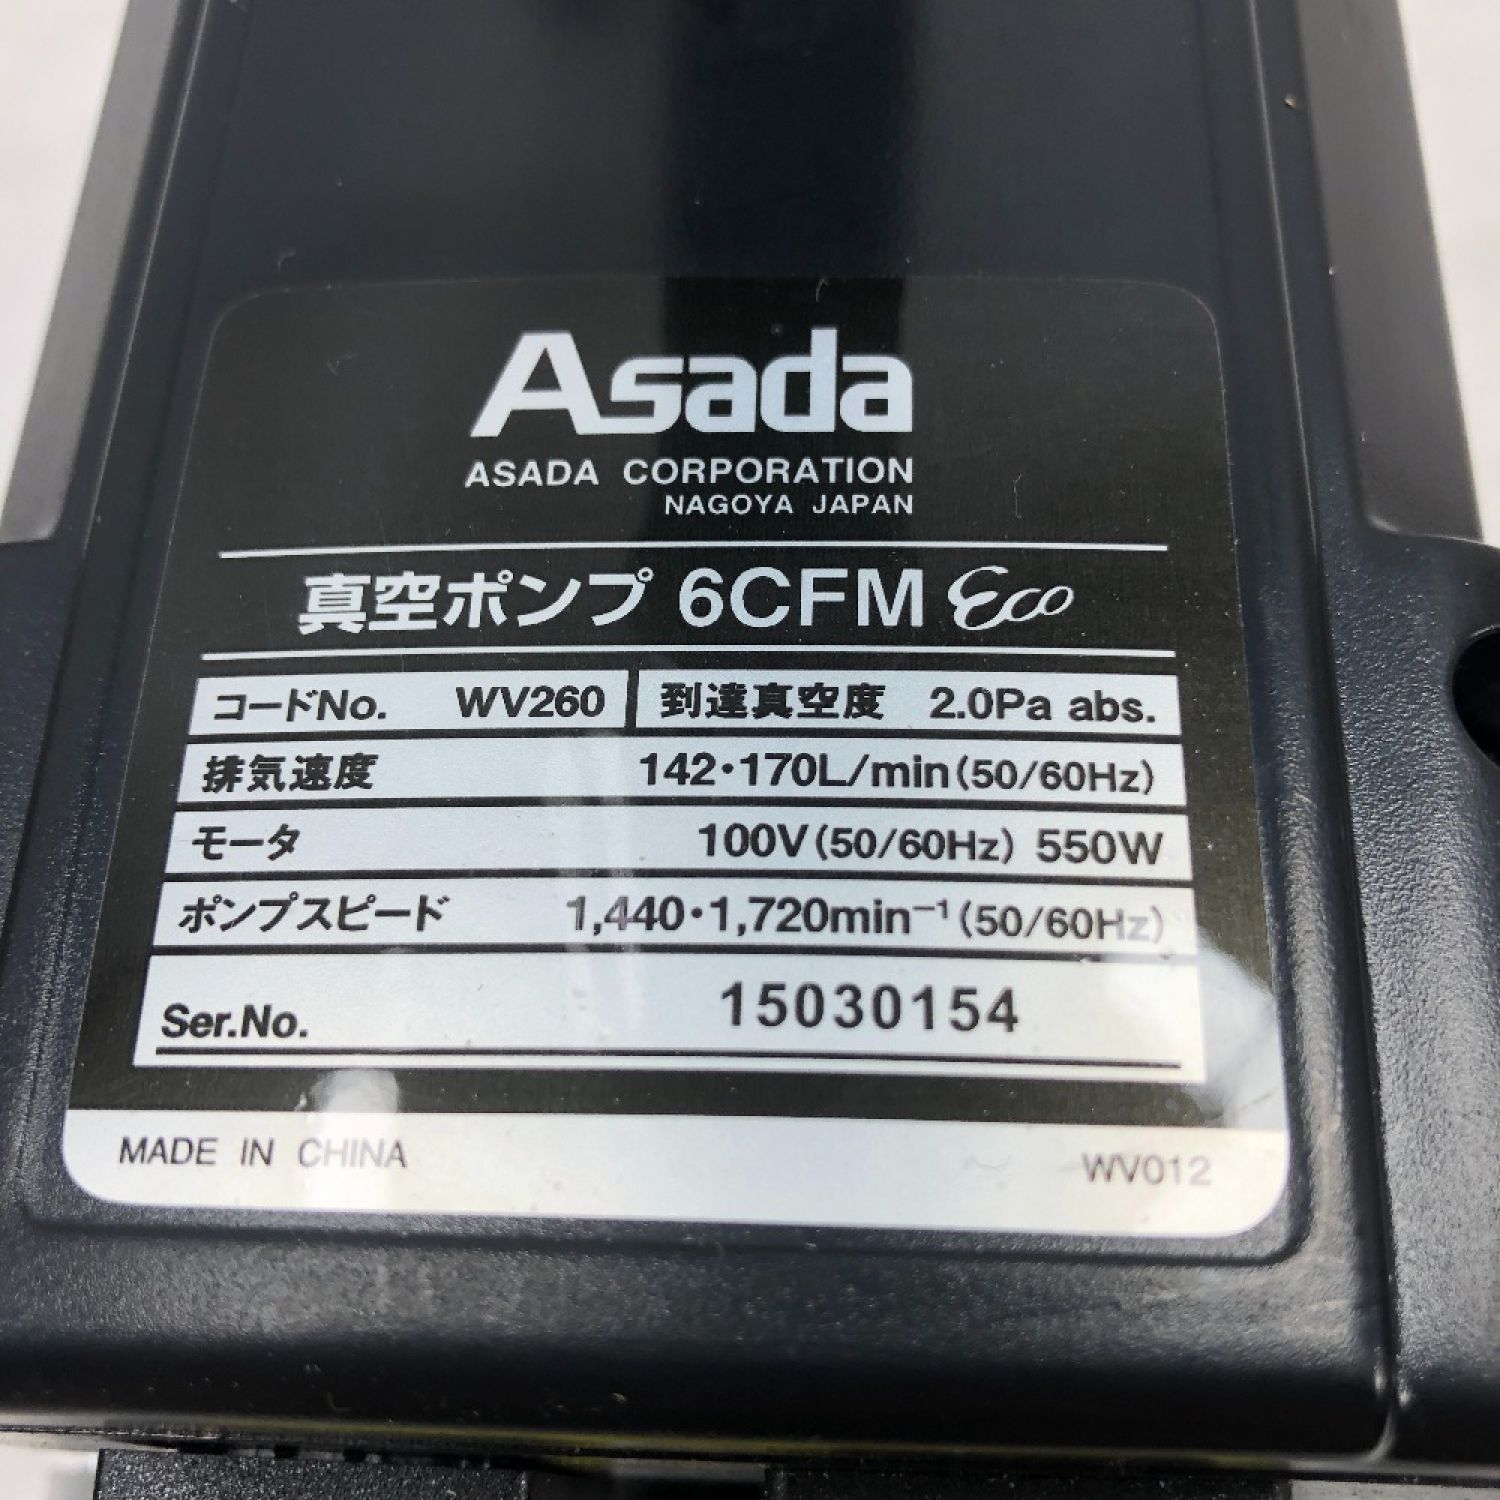 Asada
ASADA CORPORATION
NAGOYA JAPAN
真空ポンプ 6CFM Eco
コードNo. WV260 到達真空度 2.0Pa abs.
排気速度 142・170L/min(50/60Hz)
モータ 100V(50/60Hz) 550W
ポンプスピード 1,440・1,720min⁻¹(50/60Hz)
Ser.No. 15030154
MADE IN CHINA WV012